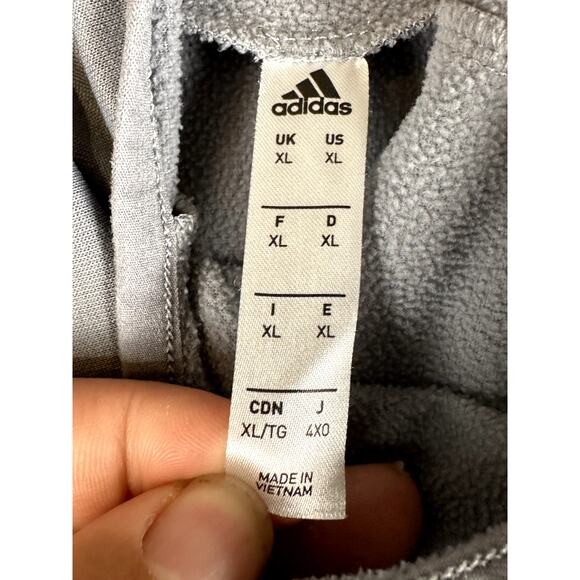 adidas
UK US
XL XL
F D
XL XL
I E
XL XL
CDN J
XL/TG 4XO
MADE IN
VIETNAM